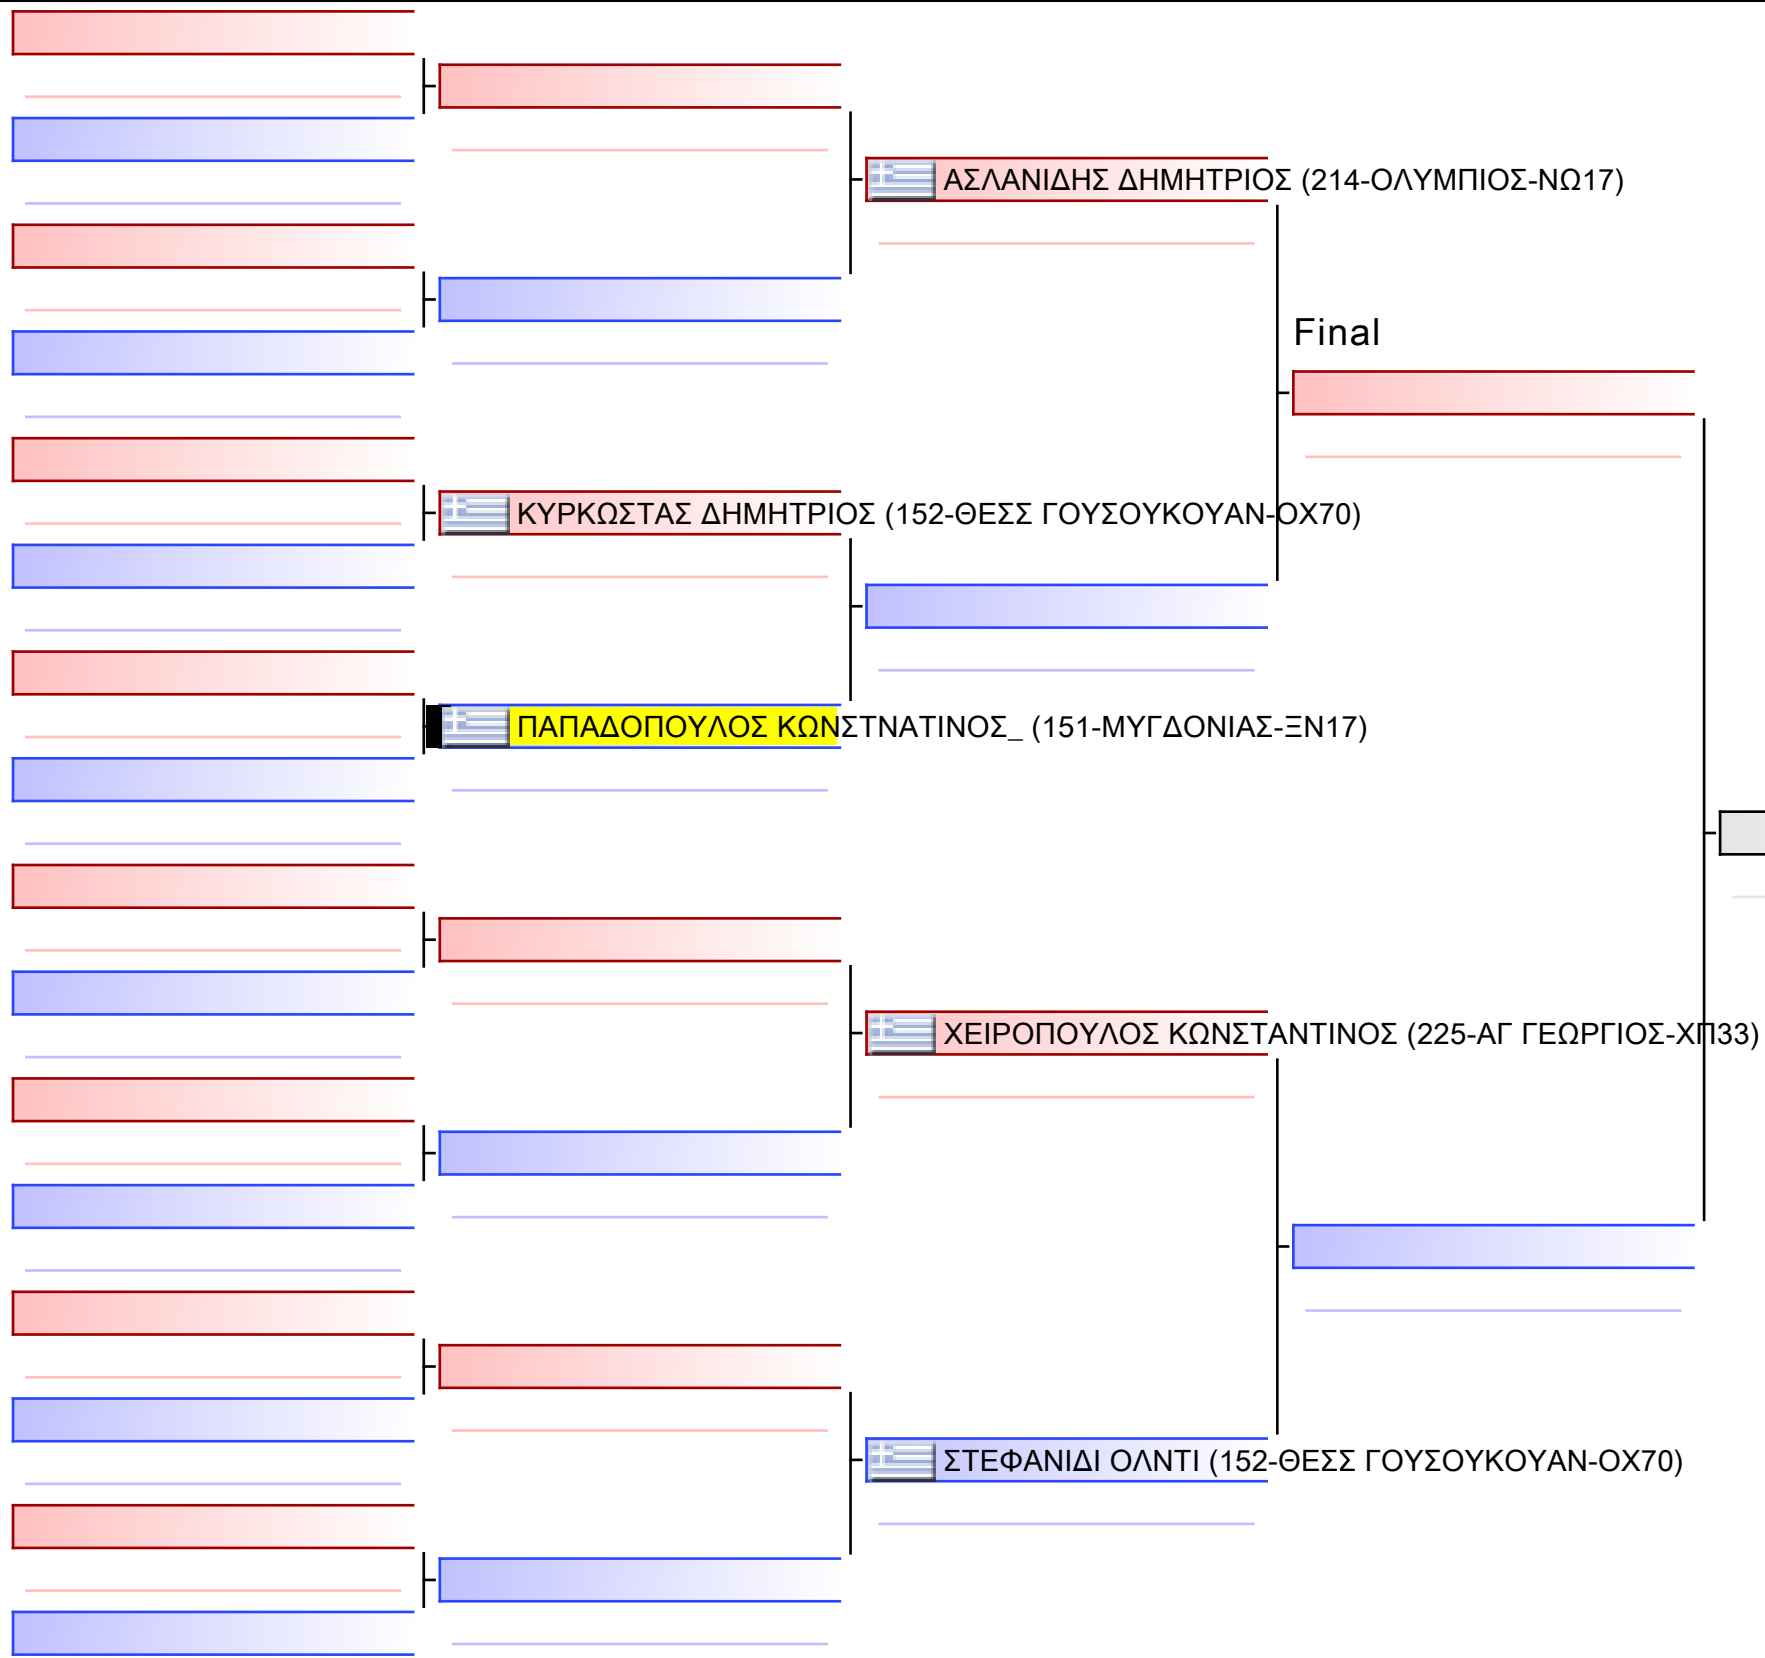 ΑΣΛΑΝΙΔΗΣ ΔΗΜΗΤΡΙΟΣ (214-ΟΛΥΜΠΙΟΣ-ΝΩ17)
Final
ΚΥΡΚΩΣΤΑΣ ΔΗΜΗΤΡΙΟΣ (152-ΘΕΣΣ ΓΟΥΣΟΥΚΟΥΑΝ-ΟΧ70)
ΠΑΠΑΔΟΠΟΥΛΟΣ ΚΩΝΣΤΝΑΤΙΝΟΣ_ (151-ΜΥΓΔΟΝΙΑΣ-ΞΝ17)
ΧΕΙΡΟΠΟΥΛΟΣ ΚΩΝΣΤΑΝΤΙΝΟΣ (225-ΑΓ ΓΕΩΡΓΙΟΣ-ΧΠ33)
ΣΤΕΦΑΝΙΔΙ ΟΛΝΤΙ (152-ΘΕΣΣ ΓΟΥΣΟΥΚΟΥΑΝ-ΟΧ70)